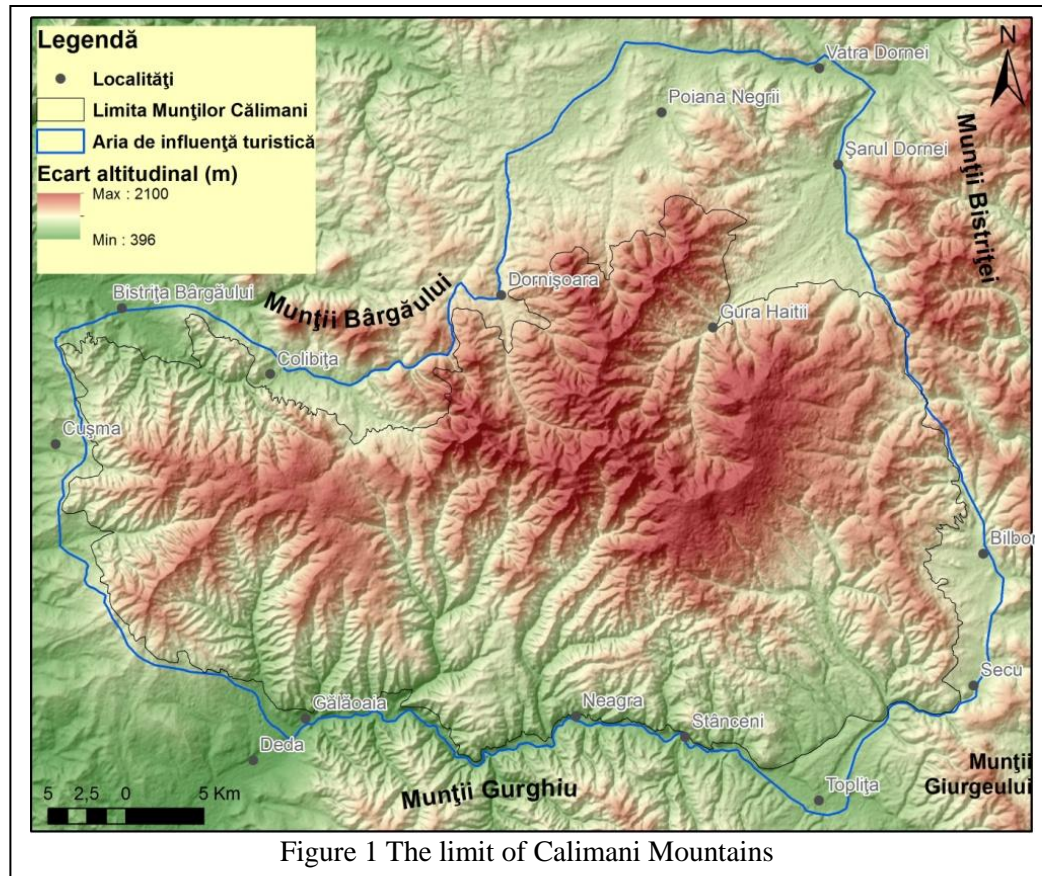 Legendă
Localităţi
Limita Munţilor Călimani
Aria de influenţă turistică
Ecart altitudinal (m)
Max : 2100
Min : 396
N
Vatra Dornei
Poiana Negrii
Şarul Dornei
Munţii Bistriţei
Dornişoara
Bistriţa Bârgăului
Munţii Bârgăului
Gura Haitii
Colibiţa
Cuşma
Bilbor
Secu
Gălăoaia
Neagra
Stânceni
Deda
Munţii Gurghiu
Topliţa
Munţii
Giurgeului
5 2,5 0 5 Km
Figure 1 The limit of Calimani Mountains